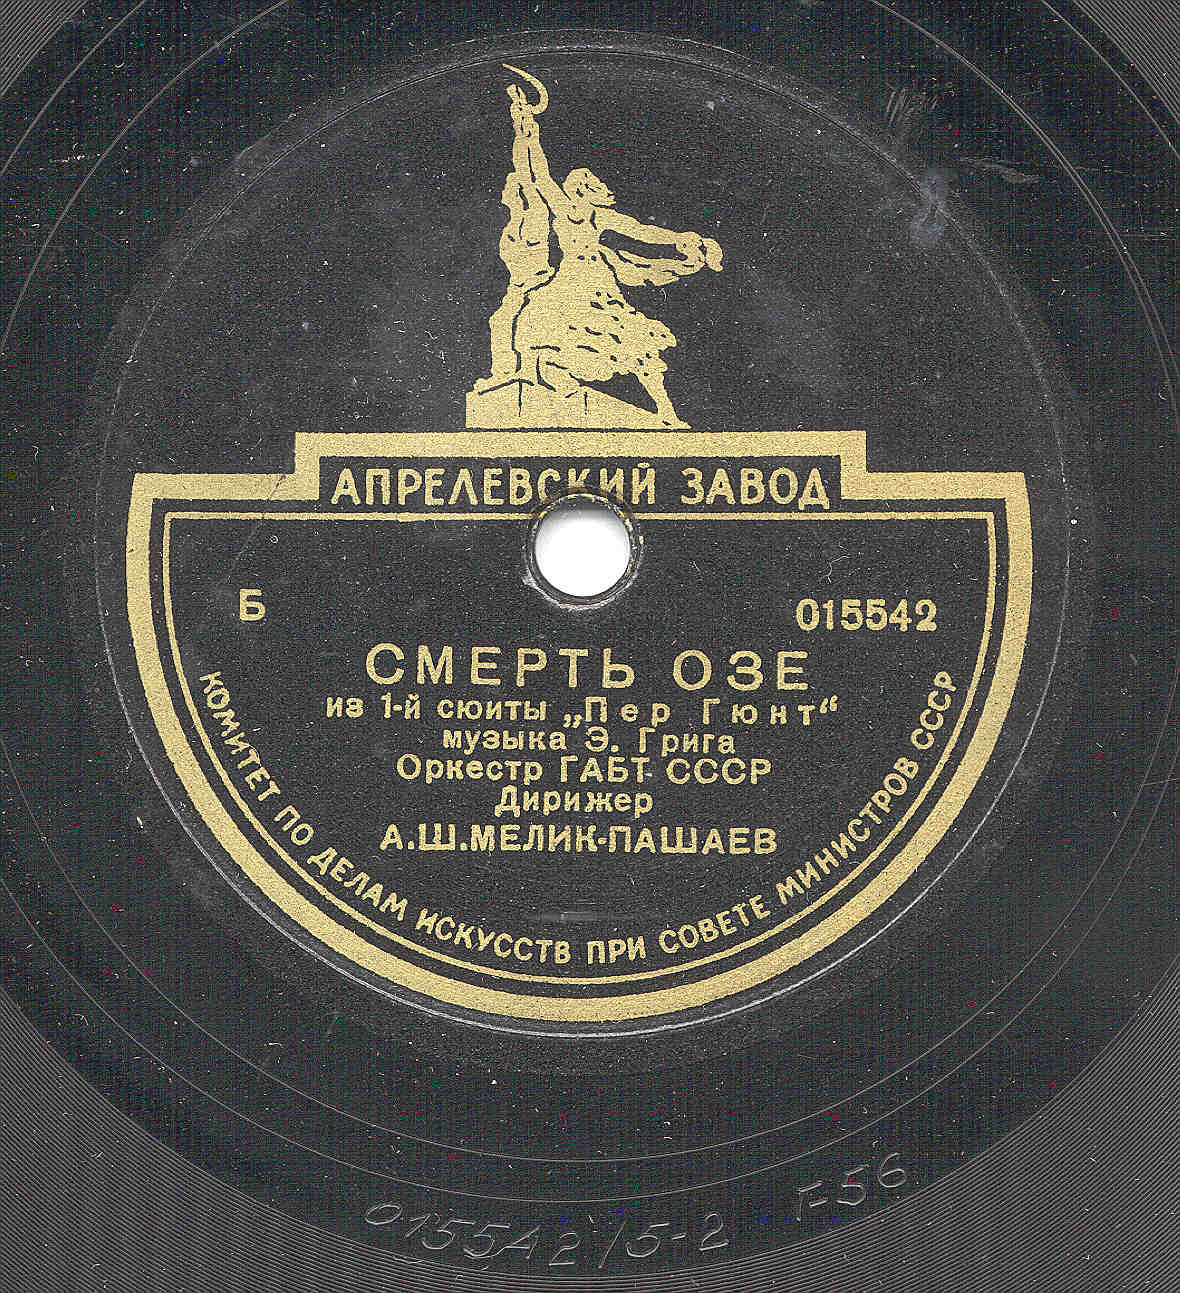 АПРЕЛЕВСКИЙ ЗАВОД
Б 015542
СМЕРТЬ ОЗЕ
из 1-й сюиты „Пер Гюнт“
музыка Э. Грига
Оркестр ГАБТ СССР
Дирижер
А.Ш.МЕЛИК-ПАШАЕВ
КОМИТЕТ ПО ДЕЛАМ ИСКУССТВ ПРИ СОВЕТЕ МИНИСТРОВ СССР
015542/5-2 F56